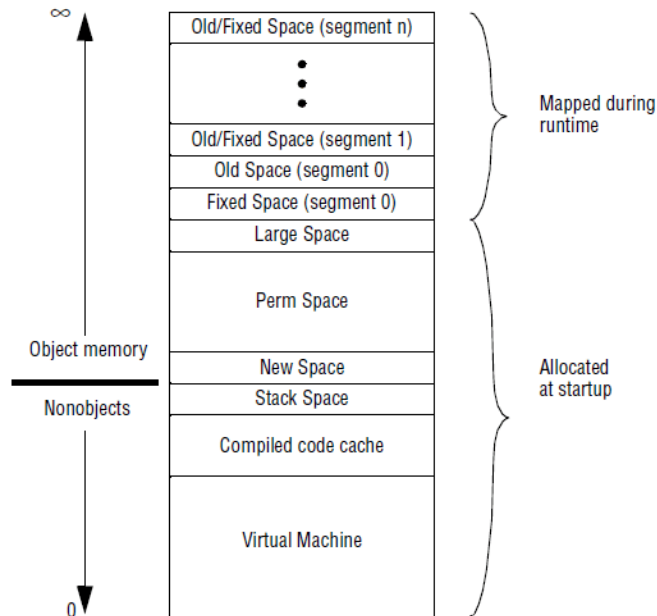 ∞
Old/Fixed Space (segment n)
Mapped during
runtime
Old/Fixed Space (segment 1)
Old Space (segment 0)
Fixed Space (segment 0)
Large Space
Perm Space
Object memory
New Space
Allocated
at startup
Nonobjects
Stack Space
Compiled code cache
Virtual Machine
0